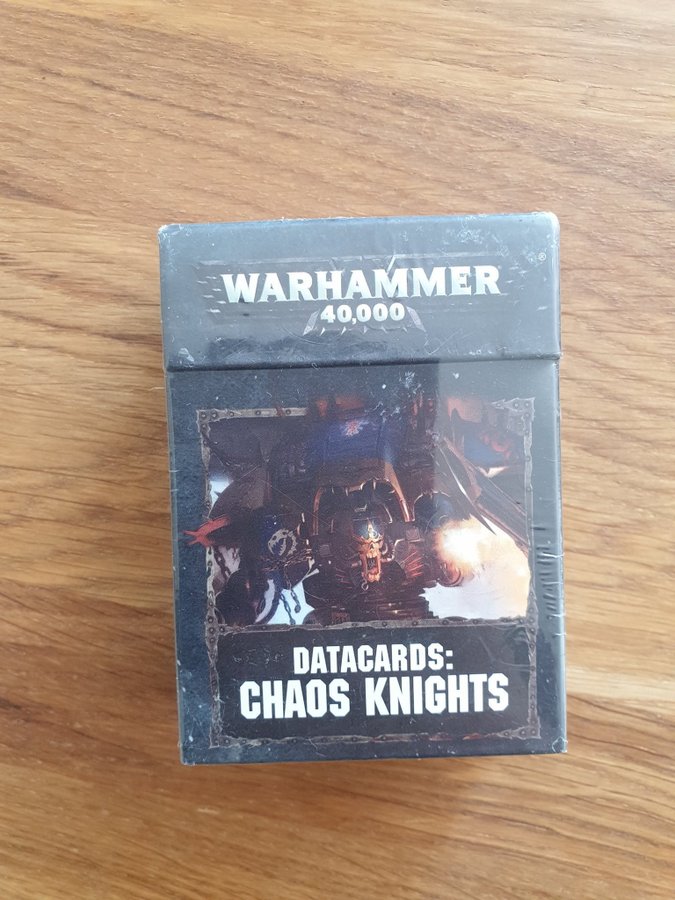 WARHAMMER®
40,000
DATACARDS:
CHAOS KNIGHTS